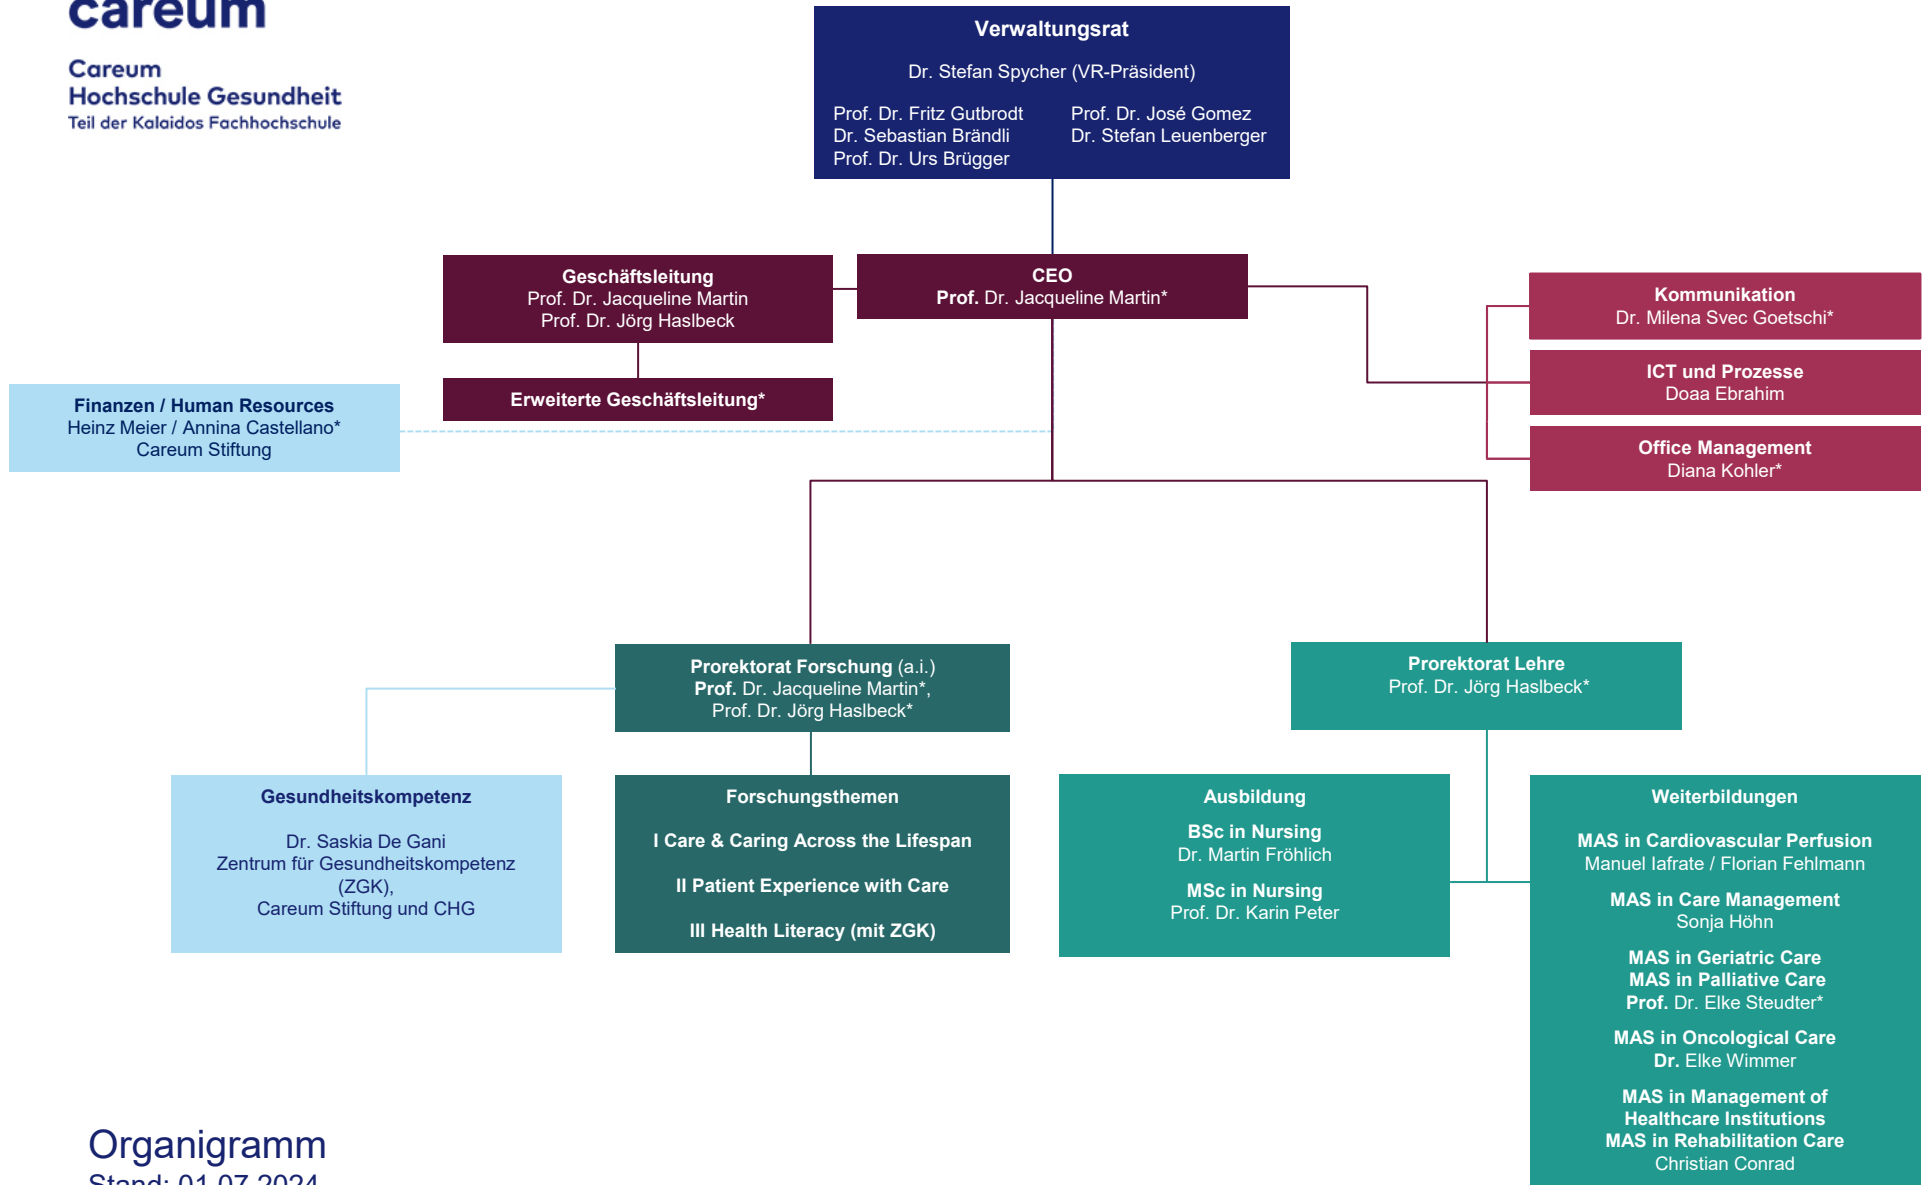 careum
Careum
Hochschule Gesundheit
Teil der Kalaidos Fachhochschule
Verwaltungsrat
Dr. Stefan Spycher (VR-Präsident)
Prof. Dr. Fritz Gutbrodt
Dr. Sebastian Brändli
Prof. Dr. Urs Brügger
Prof. Dr. José Gomez
Dr. Stefan Leuenberger
Geschäftsleitung
Prof. Dr. Jacqueline Martin
Prof. Dr. Jörg Haslbeck
CEO
Prof. Dr. Jacqueline Martin*
Kommunikation
Dr. Milena Svec Goetschi*
ICT und Prozesse
Doaa Ebrahim
Office Management
Diana Kohler*
Erweiterte Geschäftsleitung*
Finanzen / Human Resources
Heinz Meier / Annina Castellano*
Careum Stiftung
Prorektorat Forschung (a.i.)
Prof. Dr. Jacqueline Martin*,
Prof. Dr. Jörg Haslbeck*
Prorektorat Lehre
Prof. Dr. Jörg Haslbeck*
Gesundheitskompetenz
Dr. Saskia De Gani
Zentrum für Gesundheitskompetenz
(ZGK),
Careum Stiftung und CHG
Forschungsthemen
I Care & Caring Across the Lifespan
II Patient Experience with Care
III Health Literacy (mit ZGK)
Ausbildung
BSc in Nursing
Dr. Martin Fröhlich
MSc in Nursing
Prof. Dr. Karin Peter
Weiterbildungen
MAS in Cardiovascular Perfusion
Manuel Iafrate / Florian Fehlmann
MAS in Care Management
Sonja Höhn
MAS in Geriatric Care
MAS in Palliative Care
Prof. Dr. Elke Steudter*
MAS in Oncological Care
Dr. Elke Wimmer
MAS in Management of
Healthcare Institutions
MAS in Rehabilitation Care
Christian Conrad
Organigramm
Stand: 01.07.2024